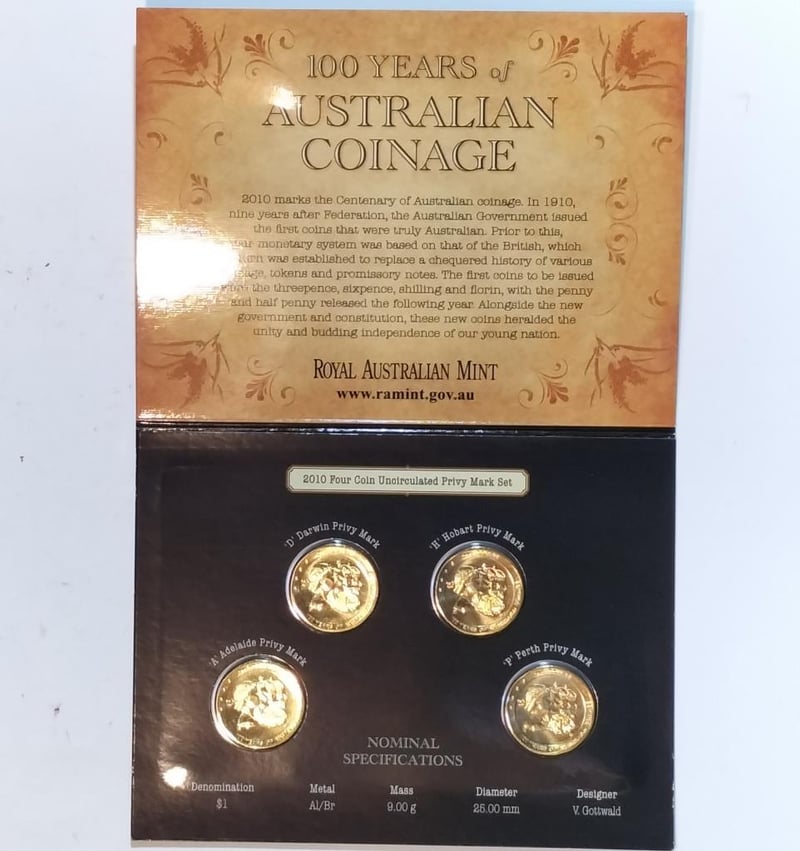 100 YEARS of
AUSTRALIAN
COINAGE
2010 marks the Centenary of Australian coinage. In 1910,
nine years after Federation, the Australian Government issued
the first coins that were truly Australian. Prior to this,
monetary system was based on that of the British, which
was established to replace a chequered history of various
tokens and promissory notes. The first coins to be issued
the threepence, sixpence, shilling and florin, with the penny
and half penny released the following year. Alongside the new
government and constitution, these new coins heralded the
unity and budding independence of our young nation.
ROYAL AUSTRALIAN MINT
www.ramint.gov.au
2010 Four Coin Uncirculated Privy Mark Set
'D' Darwin Privy Mark
'H' Hobart Privy Mark
'A' Adelaide Privy Mark
'P' Perth Privy Mark
NOMINAL
SPECIFICATIONS
Denomination Metal Mass Diameter Designer
$1 Al/Br 9.00 g 25.00 mm V. Gottwald